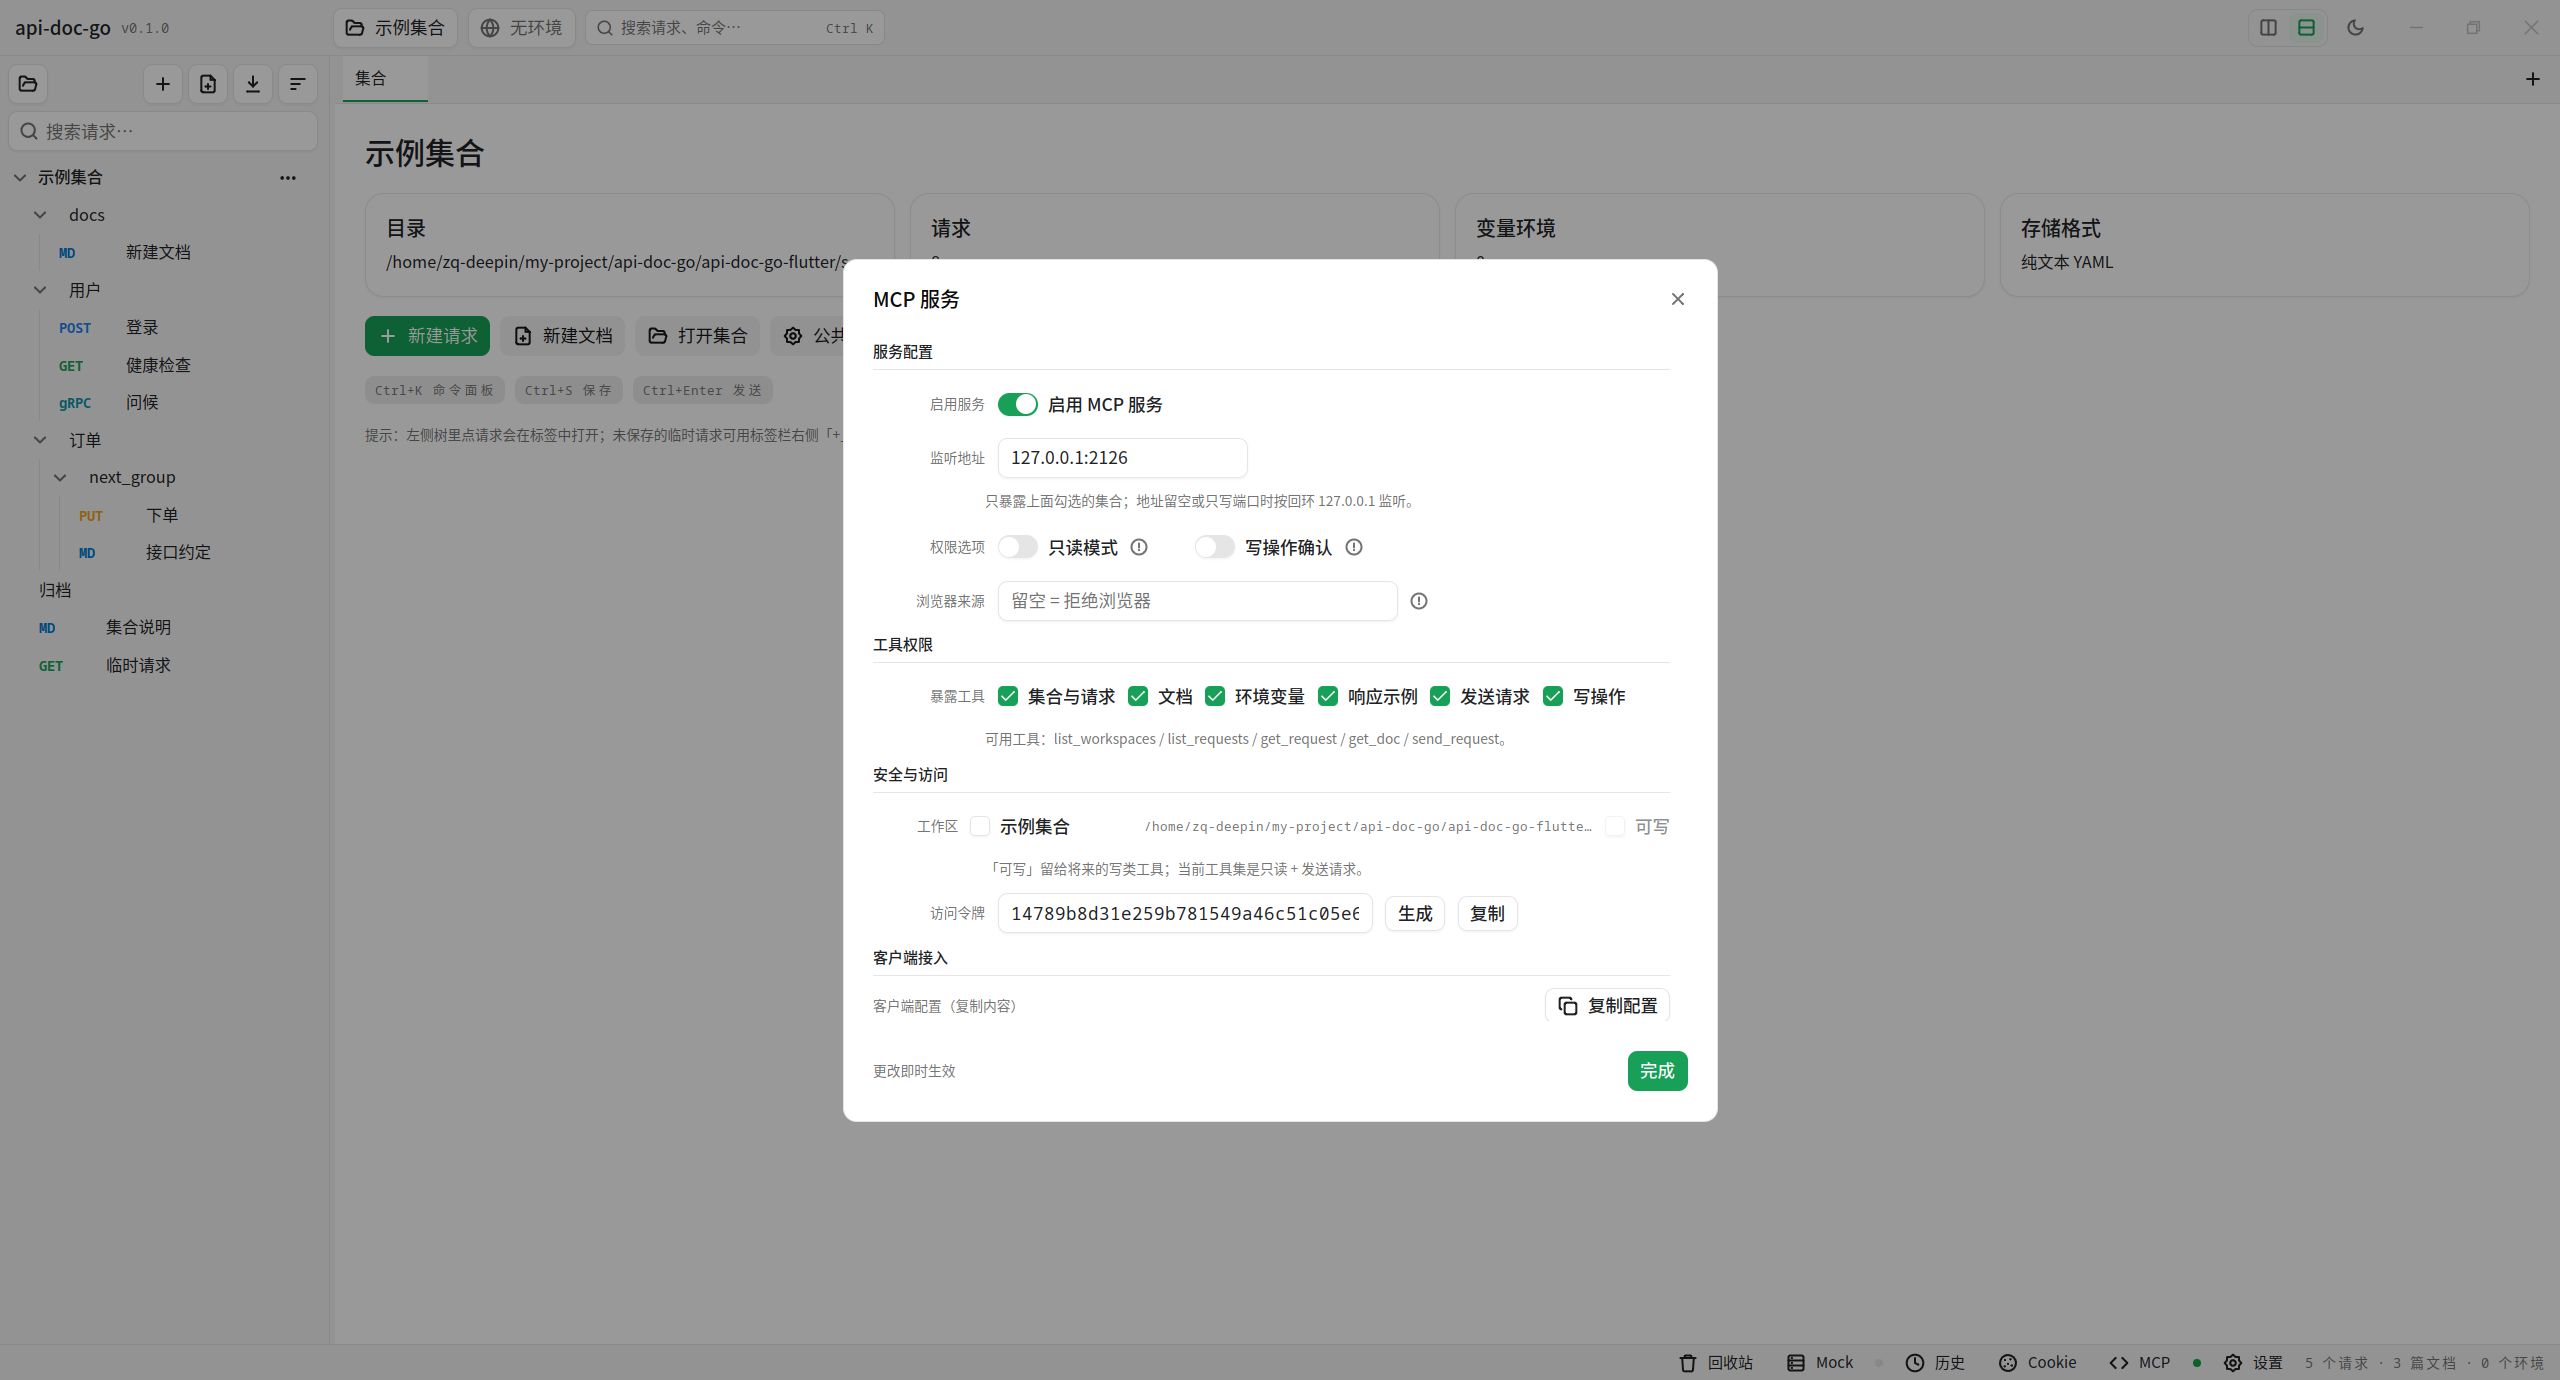 api-doc-go v0.1.0
示例集合
无环境
搜索请求、命令… Ctrl K
搜索请求…
示例集合
docs
MD 新建文档
用户
POST 登录
GET 健康检查
gRPC 问候
订单
next_group
PUT 下单
MD 接口约定
归档
MD 集合说明
GET 临时请求
集合
示例集合
目录
/home/zq-deepin/my-project/api-doc-go/api-doc-go-flutter/s
请求
变量环境
存储格式
纯文本 YAML
新建请求
新建文档
打开集合
公共
Ctrl+K 命令面板
Ctrl+S 保存
Ctrl+Enter 发送
提示：左侧树里点请求会在标签中打开；未保存的临时请求可用标签栏右侧「+
MCP 服务
服务配置
启用服务 启用 MCP 服务
监听地址 127.0.0.1:2126
只暴露上面勾选的集合；地址留空或只写端口时按回环 127.0.0.1 监听。
权限选项 只读模式 写操作确认
浏览器来源 留空 = 拒绝浏览器
工具权限
暴露工具 集合与请求 文档 环境变量 响应示例 发送请求 写操作
可用工具：list_workspaces / list_requests / get_request / get_doc / send_request。
安全与访问
工作区 示例集合 /home/zq-deepin/my-project/api-doc-go/api-doc-go-flutte… 可写
「可写」留给将来的写类工具；当前工具集是只读 + 发送请求。
访问令牌 14789b8d31e259b781549a46c51c05e6 生成 复制
客户端接入
客户端配置（复制内容） 复制配置
更改即时生效 完成
回收站 Mock 历史 Cookie MCP 设置 5 个请求 · 3 篇文档 · 0 个环境